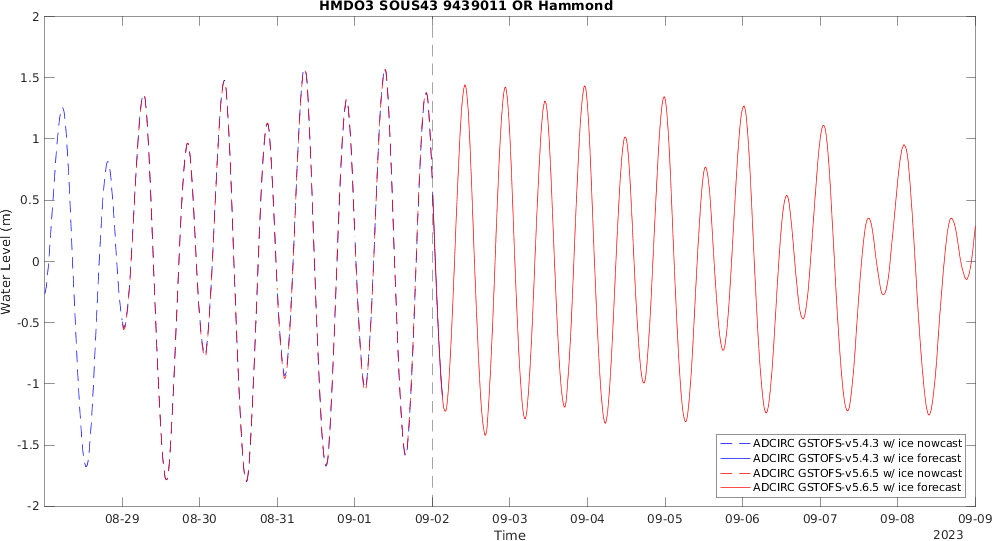 HMDO3 SOUS43 9439011 OR Hammond
2
1.5
1
0.5
0
-0.5
-1
-1.5
-2
Water Level (m)
08-29 08-30 08-31 09-01 09-02 09-03 09-04 09-05 09-06 09-07 09-08 09-09
Time
2023
ADCIRC GSTOFS-v5.4.3 w/ ice nowcast
ADCIRC GSTOFS-v5.4.3 w/ ice forecast
ADCIRC GSTOFS-v5.6.5 w/ ice nowcast
ADCIRC GSTOFS-v5.6.5 w/ ice forecast